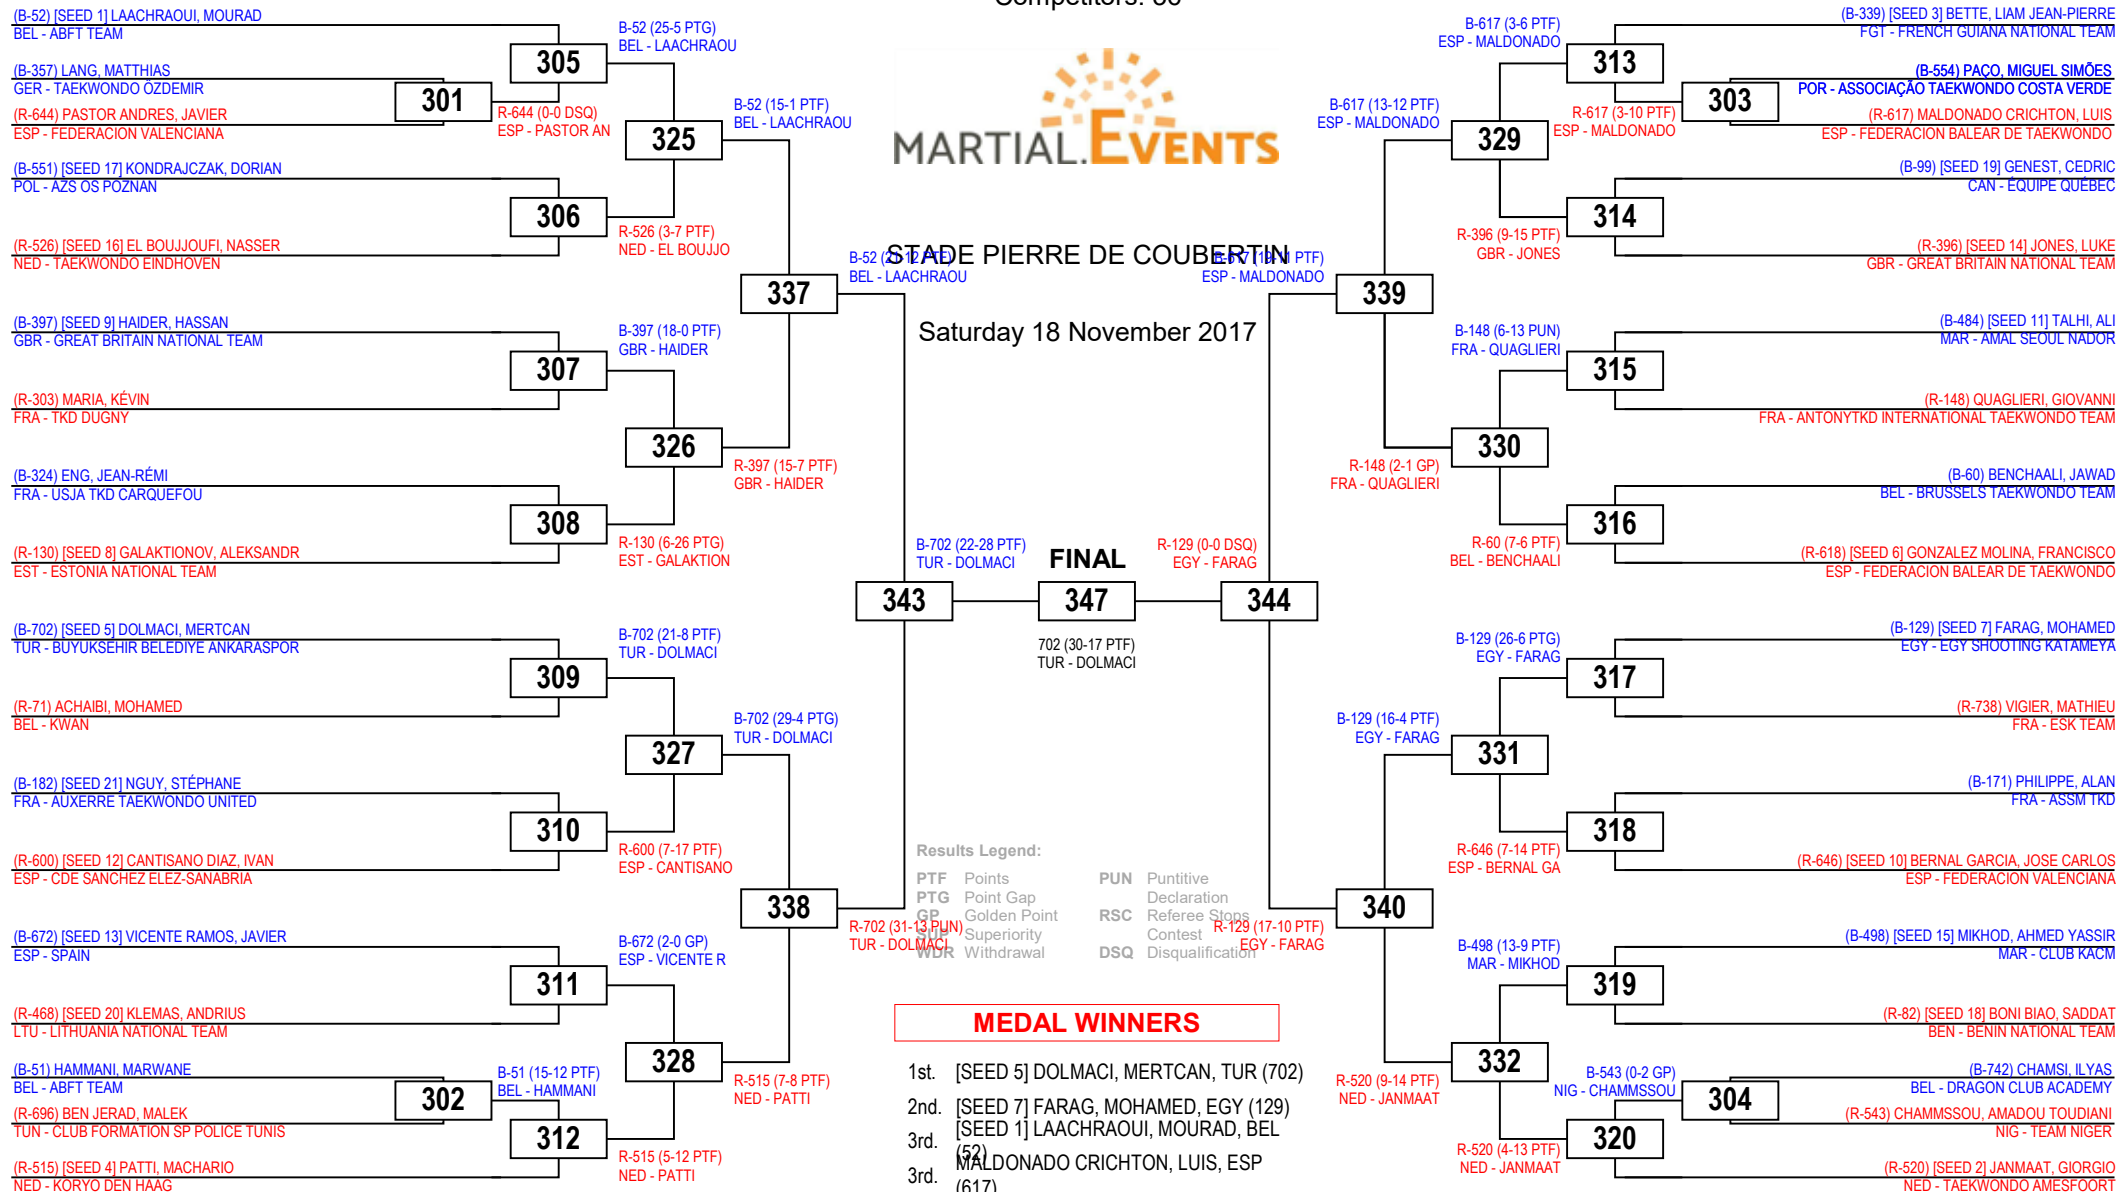 Competitors: 36
(B-52) [SEED 1] LAACHRAOUI, MOURAD
BEL - ABFT TEAM
(B-357) LANG, MATTHIAS
GER - TAEKWONDO ÖZDEMIR
(R-644) PASTOR ANDRES, JAVIER
ESP - FEDERACION VALENCIANA
(B-551) [SEED 17] KONDRAJCZAK, DORIAN
POL - AZS OS POZNAN
(R-526) [SEED 16] EL BOUJJOUFI, NASSER
NED - TAEKWONDO EINDHOVEN
(B-397) [SEED 9] HAIDER, HASSAN
GBR - GREAT BRITAIN NATIONAL TEAM
(R-303) MARIA, KÉVIN
FRA - TKD DUGNY
(B-324) ENG, JEAN-RÉMI
FRA - USJA TKD CARQUEFOU
(R-130) [SEED 8] GALAKTIONOV, ALEKSANDR
EST - ESTONIA NATIONAL TEAM
(B-702) [SEED 5] DOLMACI, MERTCAN
TUR - BUYUKSEHIR BELEDIYE ANKARASPOR
(R-71) ACHAIBI, MOHAMED
BEL - KWAN
(B-182) [SEED 21] NGUY, STÉPHANE
FRA - AUXERRE TAEKWONDO UNITED
(R-600) [SEED 12] CANTISANO DIAZ, IVAN
ESP - CDE SANCHEZ ELEZ-SANABRIA
(B-672) [SEED 13] VICENTE RAMOS, JAVIER
ESP - SPAIN
(R-468) [SEED 20] KLEMAS, ANDRIUS
LTU - LITHUANIA NATIONAL TEAM
(B-51) HAMMANI, MARWANE
BEL - ABFT TEAM
(R-696) BEN JERAD, MALEK
TUN - CLUB FORMATION SP POLICE TUNIS
(R-515) [SEED 4] PATTI, MACHARIO
NED - KORYO DEN HAAG
301
R-644 (0-0 DSQ)
ESP - PASTOR AN
302
B-51 (15-12 PTF)
BEL - HAMMANI
305
B-52 (25-5 PTG)
BEL - LAACHRAOU
306
R-526 (3-7 PTF)
NED - EL BOUJJO
307
B-397 (18-0 PTF)
GBR - HAIDER
308
R-130 (6-26 PTG)
EST - GALAKTION
309
B-702 (21-8 PTF)
TUR - DOLMACI
310
R-600 (7-17 PTF)
ESP - CANTISANO
311
B-672 (2-0 GP)
ESP - VICENTE R
312
R-515 (5-12 PTF)
NED - PATTI
325
B-52 (15-1 PTF)
BEL - LAACHRAOU
326
R-397 (15-7 PTF)
GBR - HAIDER
327
B-702 (29-4 PTG)
TUR - DOLMACI
328
R-515 (7-8 PTF)
NED - PATTI
337
B-52 (21-12 PTF)
BEL - LAACHRAOU
338
R-702 (31-13 PUN)
TUR - DOLMACI
343
B-702 (22-28 PTF)
TUR - DOLMACI
MARTIAL.EVENTS
STADE PIERRE DE COUBERTIN
Saturday 18 November 2017
FINAL
347
702 (30-17 PTF)
TUR - DOLMACI
Results Legend:
PTF Points
PTG Point Gap
GP Golden Point
SUP Superiority
WDR Withdrawal
PUN Puntitive
Declaration
RSC Referee Stops
Contest
DSQ Disqualification
MEDAL WINNERS
1st. [SEED 5] DOLMACI, MERTCAN, TUR (702)
2nd. [SEED 7] FARAG, MOHAMED, EGY (129)
3rd. [SEED 1] LAACHRAOUI, MOURAD, BEL
(52)
3rd. MALDONADO CRICHTON, LUIS, ESP
(617)
R-129 (0-0 DSQ)
EGY - FARAG
344
B-617 (19-11 PTF)
ESP - MALDONADO
339
R-129 (17-10 PTF)
EGY - FARAG
340
B-617 (13-12 PTF)
ESP - MALDONADO
329
R-148 (2-1 GP)
FRA - QUAGLIERI
330
B-129 (16-4 PTF)
EGY - FARAG
331
R-520 (9-14 PTF)
NED - JANMAAT
332
B-617 (3-6 PTF)
ESP - MALDONADO
313
R-396 (9-15 PTF)
GBR - JONES
314
B-148 (6-13 PUN)
FRA - QUAGLIERI
315
R-60 (7-6 PTF)
BEL - BENCHAALI
316
B-129 (26-6 PTG)
EGY - FARAG
317
R-646 (7-14 PTF)
ESP - BERNAL GA
318
B-498 (13-9 PTF)
MAR - MIKHOD
319
R-520 (4-13 PTF)
NED - JANMAAT
320
R-617 (3-10 PTF)
ESP - MALDONADO
303
B-543 (0-2 GP)
NIG - CHAMMSSOU
304
(B-339) [SEED 3] BETTE, LIAM JEAN-PIERRE
FGT - FRENCH GUIANA NATIONAL TEAM
(B-554) PAÇO, MIGUEL SIMÕES
POR - ASSOCIAÇÃO TAEKWONDO COSTA VERDE
(R-617) MALDONADO CRICHTON, LUIS
ESP - FEDERACION BALEAR DE TAEKWONDO
(B-99) [SEED 19] GENEST, CEDRIC
CAN - ÉQUIPE QUÉBEC
(R-396) [SEED 14] JONES, LUKE
GBR - GREAT BRITAIN NATIONAL TEAM
(B-484) [SEED 11] TALHI, ALI
MAR - AMAL SEOUL NADOR
(R-148) QUAGLIERI, GIOVANNI
FRA - ANTONYTKD INTERNATIONAL TAEKWONDO TEAM
(B-60) BENCHAALI, JAWAD
BEL - BRUSSELS TAEKWONDO TEAM
(R-618) [SEED 6] GONZALEZ MOLINA, FRANCISCO
ESP - FEDERACION BALEAR DE TAEKWONDO
(B-129) [SEED 7] FARAG, MOHAMED
EGY - EGY SHOOTING KATAMEYA
(R-738) VIGIER, MATHIEU
FRA - ESK TEAM
(B-171) PHILIPPE, ALAN
FRA - ASSM TKD
(R-646) [SEED 10] BERNAL GARCIA, JOSE CARLOS
ESP - FEDERACION VALENCIANA
(B-498) [SEED 15] MIKHOD, AHMED YASSIR
MAR - CLUB KACM
(R-82) [SEED 18] BONI BIAO, SADDAT
BEN - BENIN NATIONAL TEAM
(B-742) CHAMSI, ILYAS
BEL - DRAGON CLUB ACADEMY
(R-543) CHAMMSSOU, AMADOU TOUDIANI
NIG - TEAM NIGER
(R-520) [SEED 2] JANMAAT, GIORGIO
NED - TAEKWONDO AMESFOORT